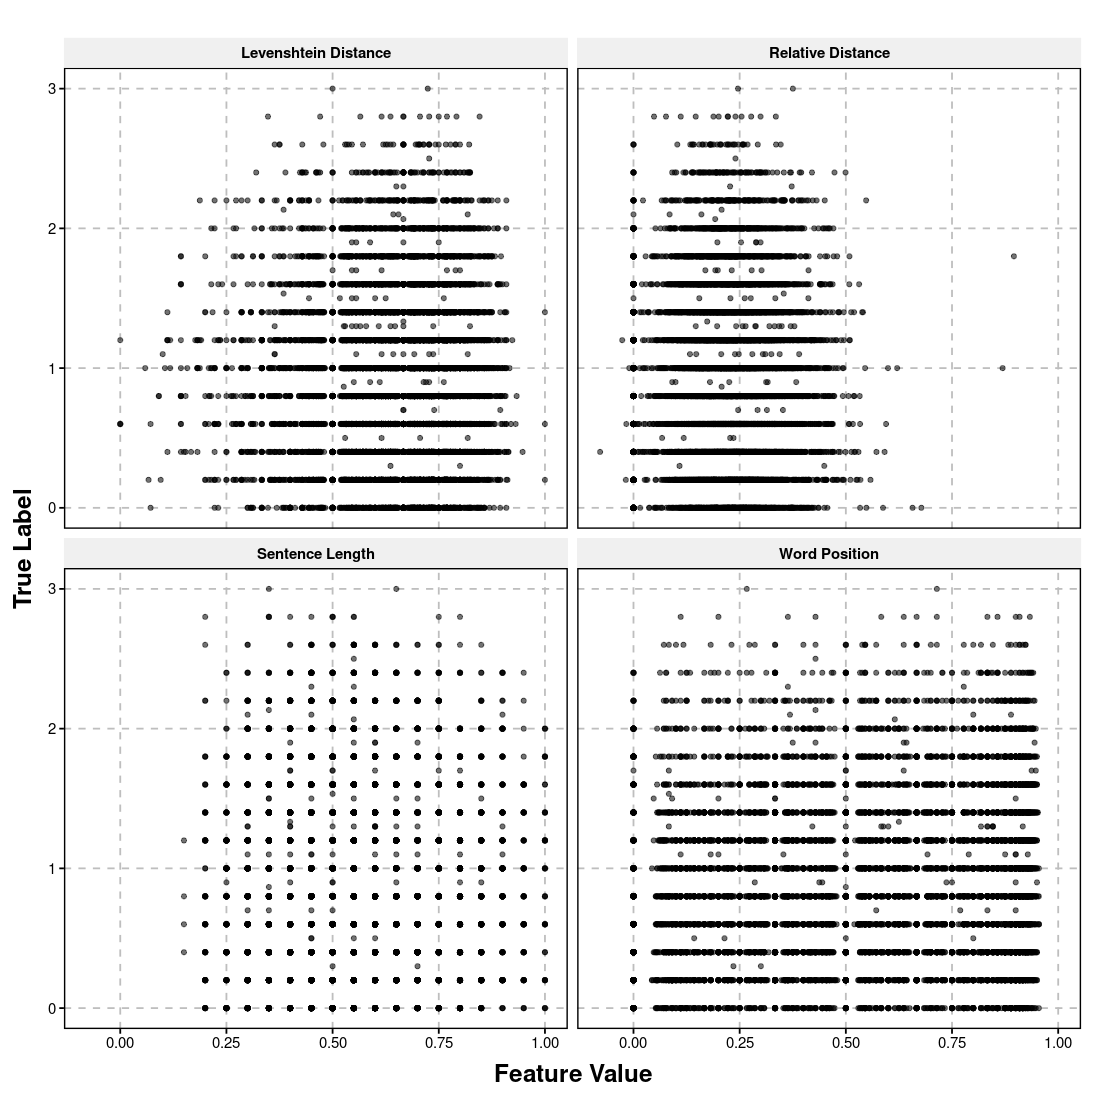 Levenshtein Distance
Relative Distance
3
2
1
0
Sentence Length
Word Position
3
2
1
0
0.00 0.25 0.50 0.75 1.00
0.00 0.25 0.50 0.75 1.00
True Label
Feature Value